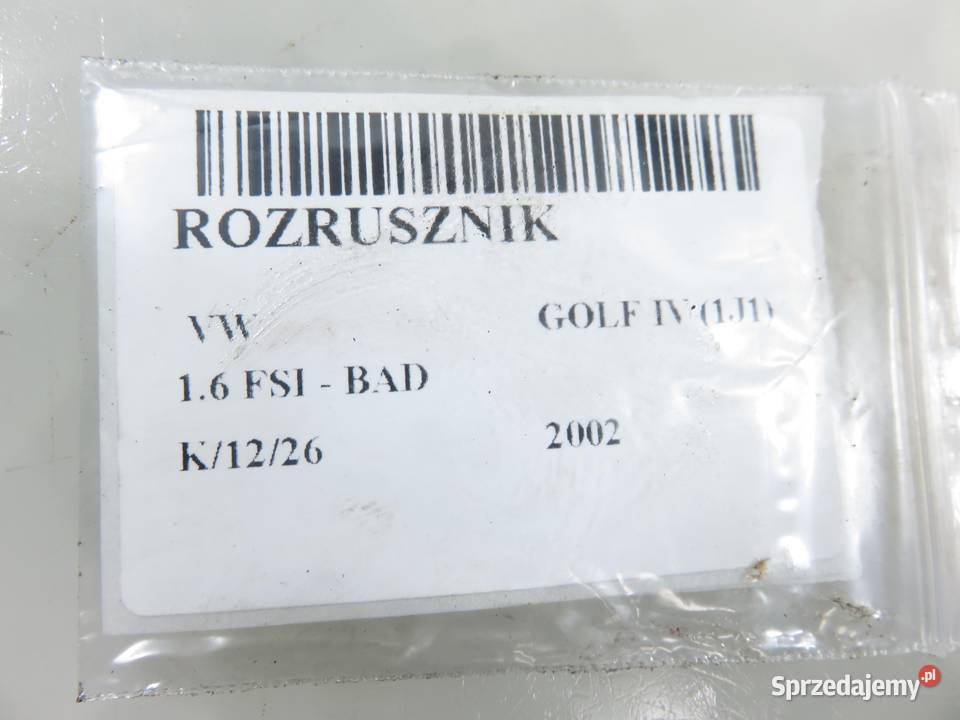 ROZRUSZNIK
VW GOLF IV (1J1)
1.6 FSI - BAD
K/12/26 2002
Sprzedajemy.pl